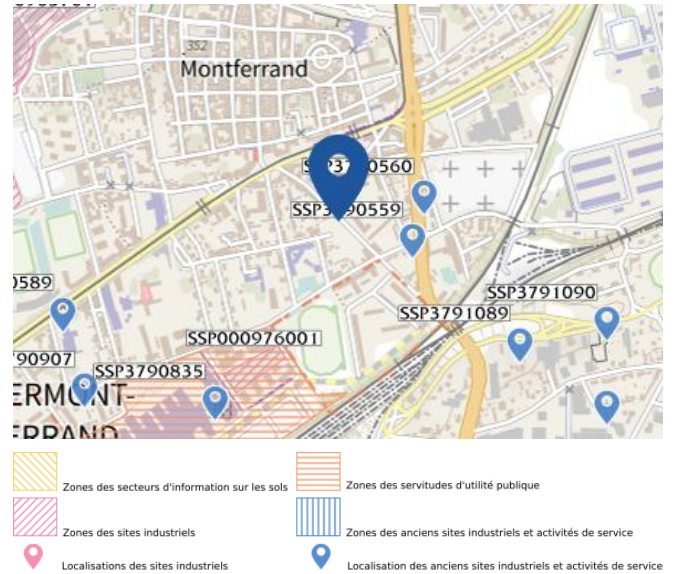 352
Montferrand
SSP3790559
0589
SSP3791090
SSP3791089
SSP000976001
90907
SSP3790835
ERMONT-
FERRAND
Zones des secteurs d'information sur les sols
Zones des servitudes d'utilité publique
Zones des sites industriels
Zones des anciens sites industriels et activités de service
Localisations des sites industriels
Localisation des anciens sites industriels et activités de service